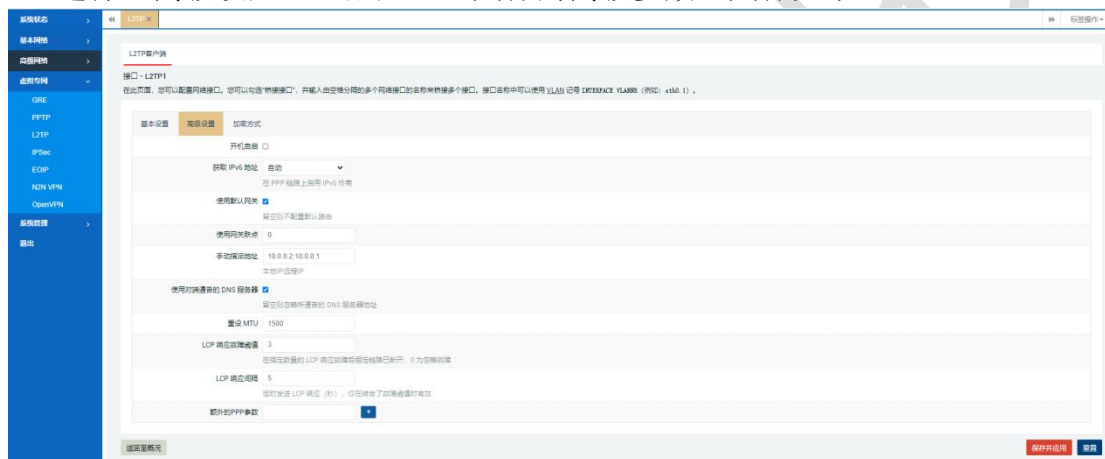 系统状态
基本网络
高级网络
虚拟专网
GRE
PPTP
L2TP
IPSec
EOIP
N2N VPN
OpenVPN
系统管理
退出
L2TP
标签操作
L2TP客户端
接口 - L2TP1
在此页面，您可以配置网络接口。您可以勾选“桥接接口”，并输入由空格分隔的多个网络接口的名称来桥接多个接口。接口名称中可以使用 VLAN 记号 INTERFACE.VLANNR（例如：eth0.1）。
基本设置 高级设置 加密方式
开机自启
获取 IPv6 地址 自动
在 PPP 链路上启用 IPv6 协商
使用默认网关
留空则不配置默认路由
使用网关跃点 0
手动指派地址 10.0.0.2:10.0.0.1
本地IP:远程IP
使用对端通告的 DNS 服务器
留空则忽略所通告的 DNS 服务器地址
重设 MTU 1500
LCP 响应故障阈值 3
在指定数量的 LCP 响应故障后假定链路已断开，0 为忽略故障
LCP 响应间隔 5
定时发送 LCP 响应（秒），仅在结合了故障阈值时有效
额外的PPP参数 +
返回至概况
保存并应用 重置